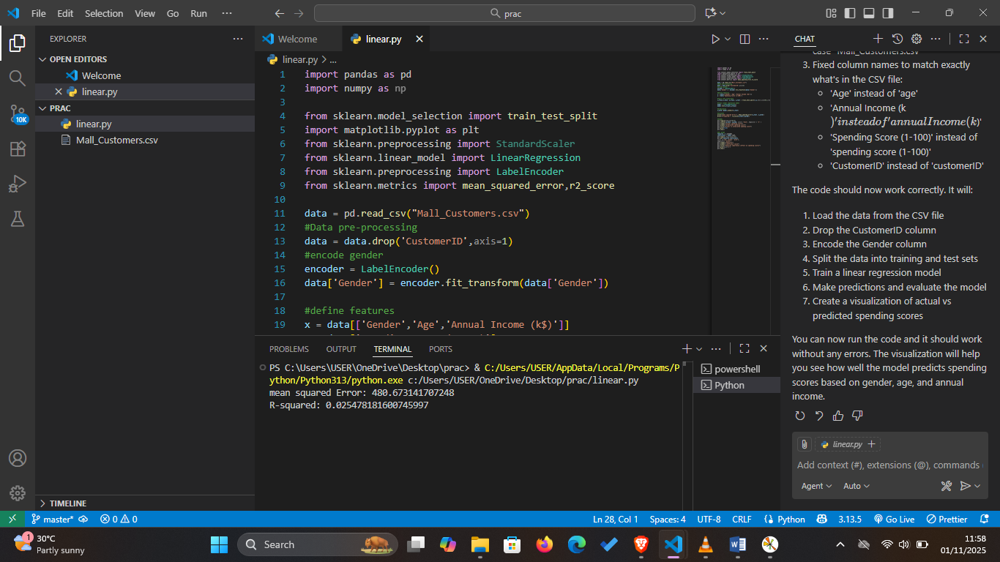 File Edit Selection View Go Run ···
prac
EXPLORER ···
OPEN EDITORS
Welcome
linear.py
PRAC
linear.py
Mall_Customers.csv
TIMELINE
10K
Welcome
linear.py
linear.py > ...
1 import pandas as pd
2 import numpy as np
3
4 from sklearn.model_selection import train_test_split
5 import matplotlib.pyplot as plt
6 from sklearn.preprocessing import StandardScaler
7 from sklearn.linear_model import LinearRegression
8 from sklearn.preprocessing import LabelEncoder
9 from sklearn.metrics import mean_squared_error,r2_score
10
11 data = pd.read_csv("Mall_Customers.csv")
12 #Data pre-processing
13 data = data.drop('CustomerID',axis=1)
14 #encode gender
15 encoder = LabelEncoder()
16 data['Gender'] = encoder.fit_transform(data['Gender'])
17
18 #define features
19 x = data[['Gender','Age','Annual Income (k$)']]
PROBLEMS OUTPUT TERMINAL PORTS
PS C:\Users\USER\OneDrive\Desktop\prac> & C:/Users/USER/AppData/Local/Programs/P
ython/Python313/python.exe c:/Users/USER/OneDrive/Desktop/prac/linear.py
mean squared Error: 480.673141707248
R-squared: 0.025478181600745997
powershell
Python
CHAT
case "Mall_Customers.csv"
3. Fixed column names to match exactly
what's in the CSV file:
'Age' instead of 'age'
'Annual Income (k
)'insteadof'annualIncome(k)'
'Spending Score (1-100)' instead of
'spending score (1-100)'
'CustomerID' instead of 'customerID'
The code should now work correctly. It will:
1. Load the data from the CSV file
2. Drop the CustomerID column
3. Encode the Gender column
4. Split the data into training and test sets
5. Train a linear regression model
6. Make predictions and evaluate the model
7. Create a visualization of actual vs
predicted spending scores
You can now run the code and it should work
without any errors. The visualization will help
you see how well the model predicts spending
scores based on gender, age, and annual
income.
linear.py
Add context (#), extensions (@), commands
Agent Auto
master* 0 0
Ln 28, Col 1 Spaces: 4 UTF-8 CRLF Python 3.13.5 Go Live Prettier
1
30°C
Partly sunny
Search
11:58
01/11/2025